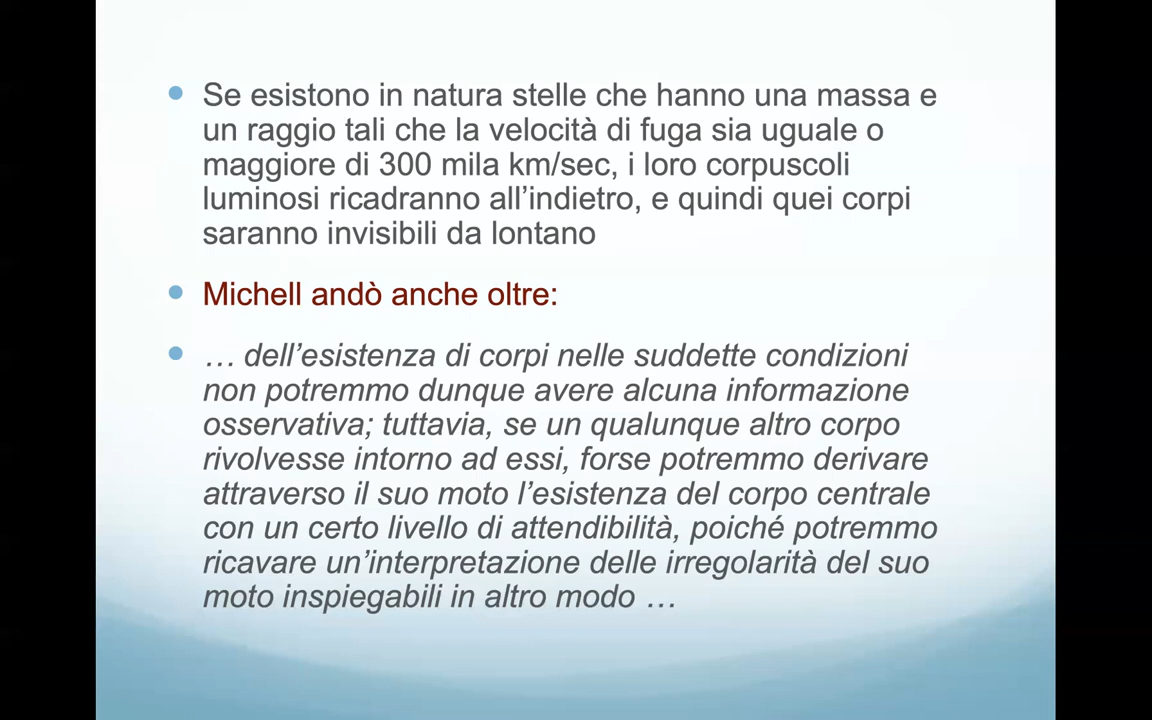 Se esistono in natura stelle che hanno una massa e
un raggio tali che la velocità di fuga sia uguale o
maggiore di 300 mila km/sec, i loro corpuscoli
luminosi ricadranno all’indietro, e quindi quei corpi
saranno invisibili da lontano
Michell andò anche oltre:
… dell’esistenza di corpi nelle suddette condizioni
non potremmo dunque avere alcuna informazione
osservativa; tuttavia, se un qualunque altro corpo
rivolvesse intorno ad essi, forse potremmo derivare
attraverso il suo moto l’esistenza del corpo centrale
con un certo livello di attendibilità, poiché potremmo
ricavare un’interpretazione delle irregolarità del suo
moto inspiegabili in altro modo …